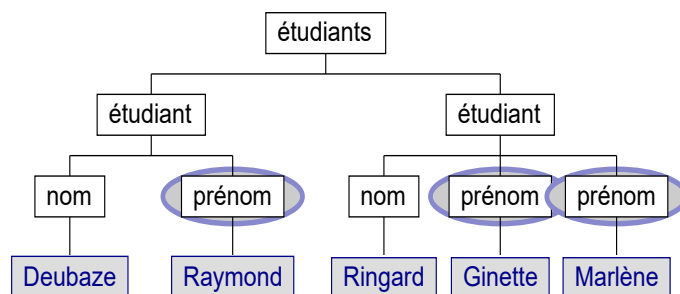 étudiants
étudiant étudiant
nom prénom nom prénom prénom
Deubaze Raymond Ringard Ginette Marlène